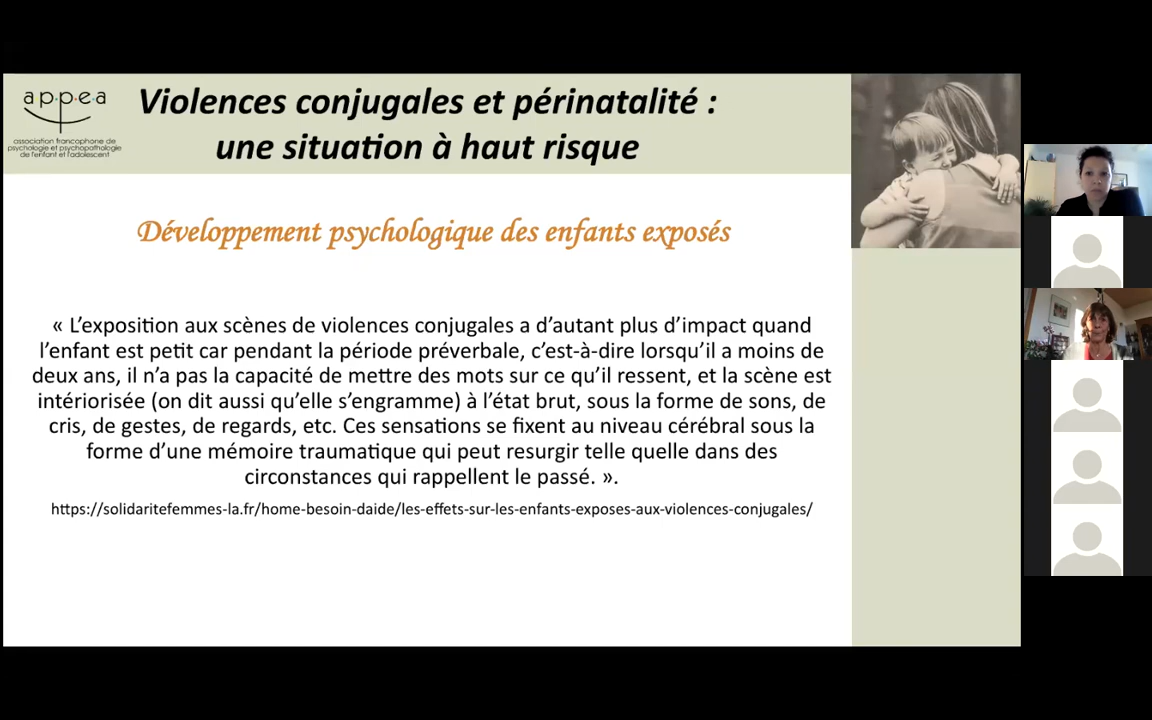 appea
association francophone de
psychologie et psychopathologie
de l'enfant et l'adolescent
Violences conjugales et périnatalité :
une situation à haut risque
Développement psychologique des enfants exposés
« L'exposition aux scènes de violences conjugales a d'autant plus d'impact quand
l'enfant est petit car pendant la période préverbale, c'est-à-dire lorsqu'il a moins de
deux ans, il n'a pas la capacité de mettre des mots sur ce qu'il ressent, et la scène est
intériorisée (on dit aussi qu'elle s'engramme) à l'état brut, sous la forme de sons, de
cris, de gestes, de regards, etc. Ces sensations se fixent au niveau cérébral sous la
forme d'une mémoire traumatique qui peut resurgir telle quelle dans des
circonstances qui rappellent le passé. ».
https://solidaritefemmes-la.fr/home-besoin-daide/les-effets-sur-les-enfants-exposes-aux-violences-conjugales/